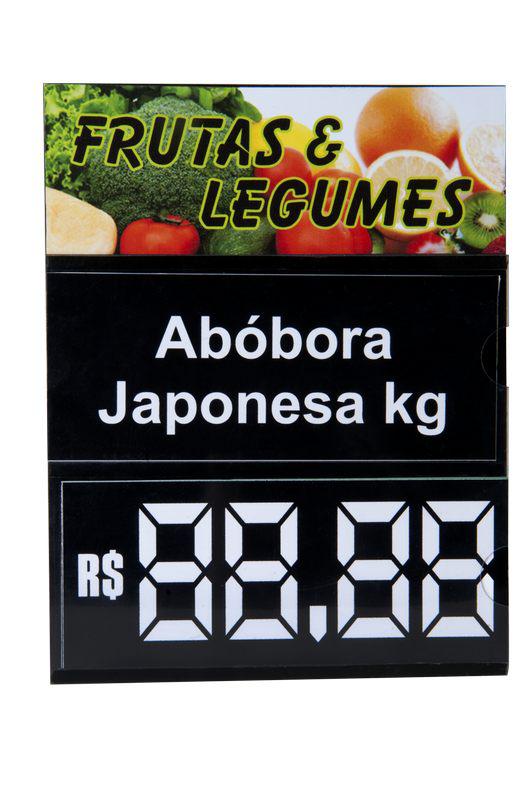 FRUTAS &
LEGUMES
Abóbora
Japonesa kg
R$ 88,88